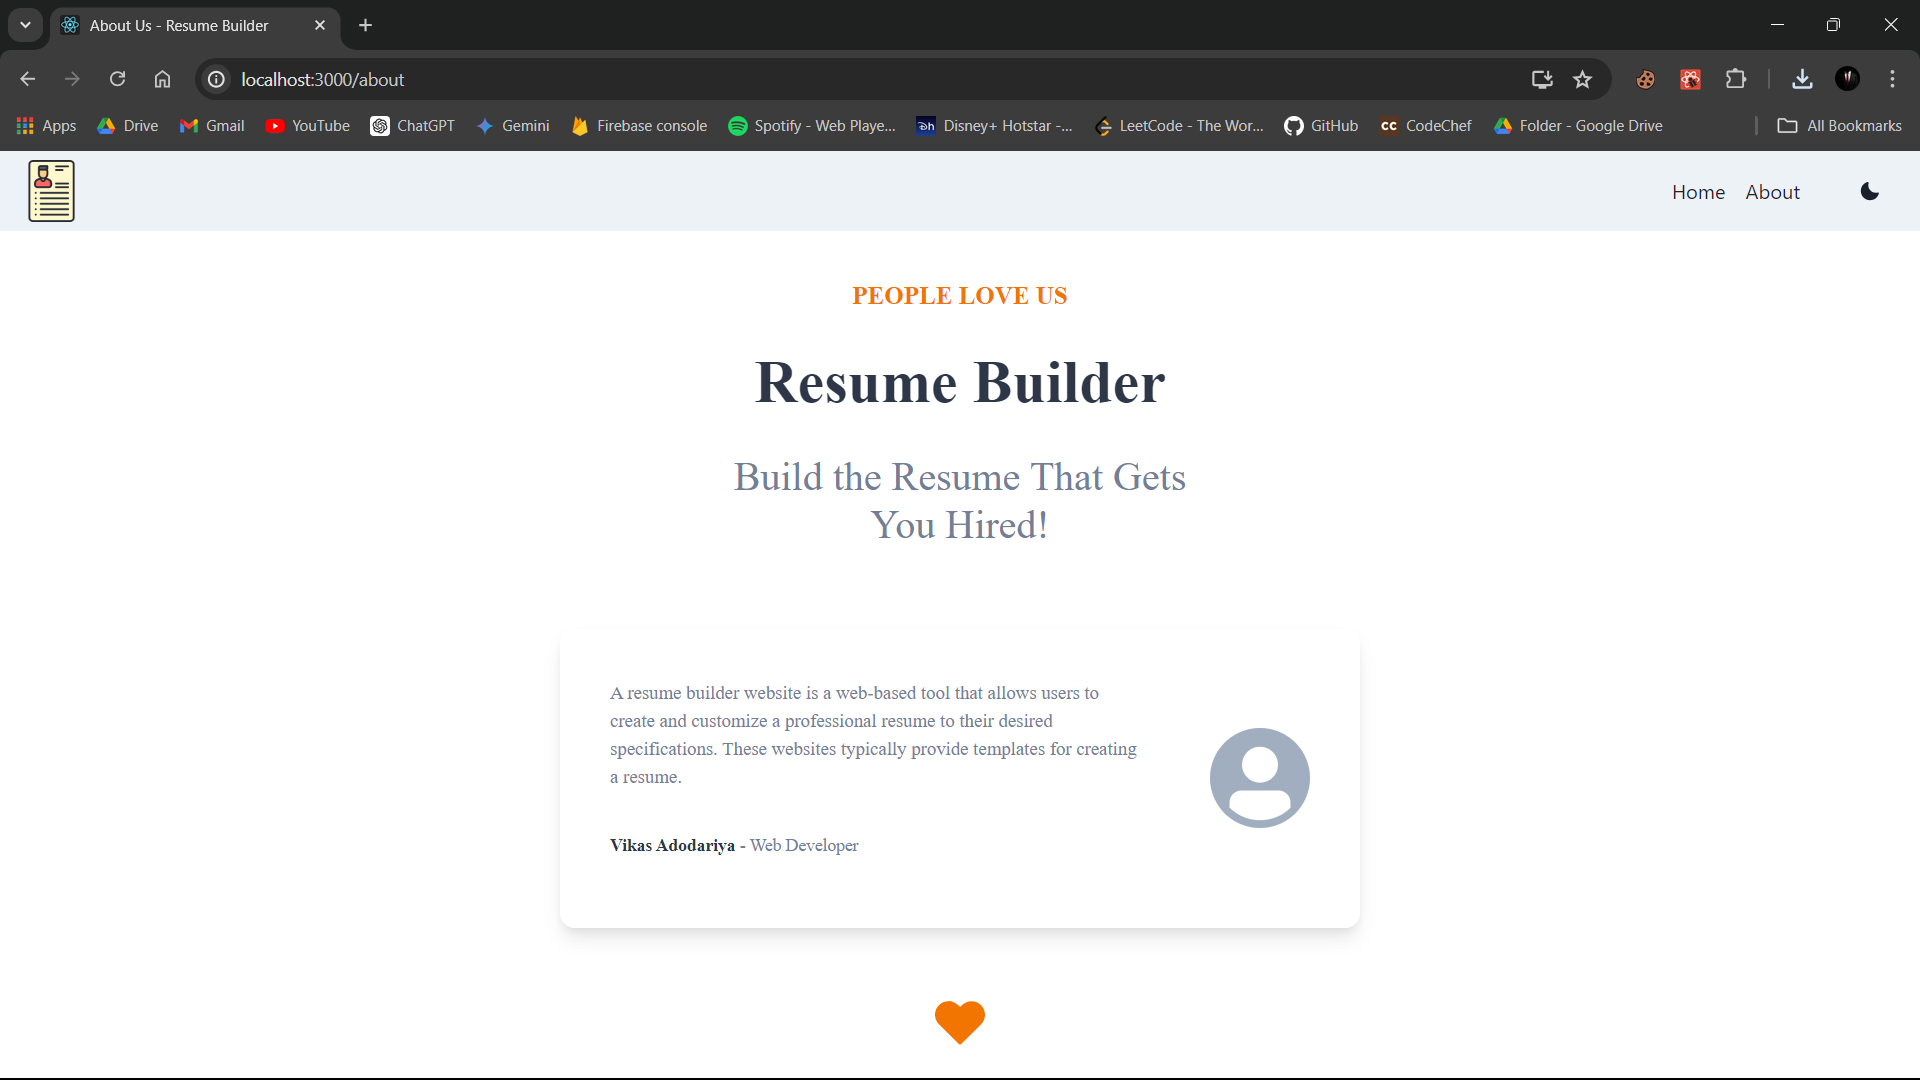 About Us - Resume Builder
localhost:3000/about
Apps Drive Gmail YouTube ChatGPT Gemini Firebase console Spotify - Web Playe... Disney+ Hotstar -... LeetCode - The Wor... GitHub CodeChef Folder - Google Drive All Bookmarks
Home About
PEOPLE LOVE US
Resume Builder
Build the Resume That Gets
You Hired!
A resume builder website is a web-based tool that allows users to
create and customize a professional resume to their desired
specifications. These websites typically provide templates for creating
a resume.
Vikas Adodariya - Web Developer